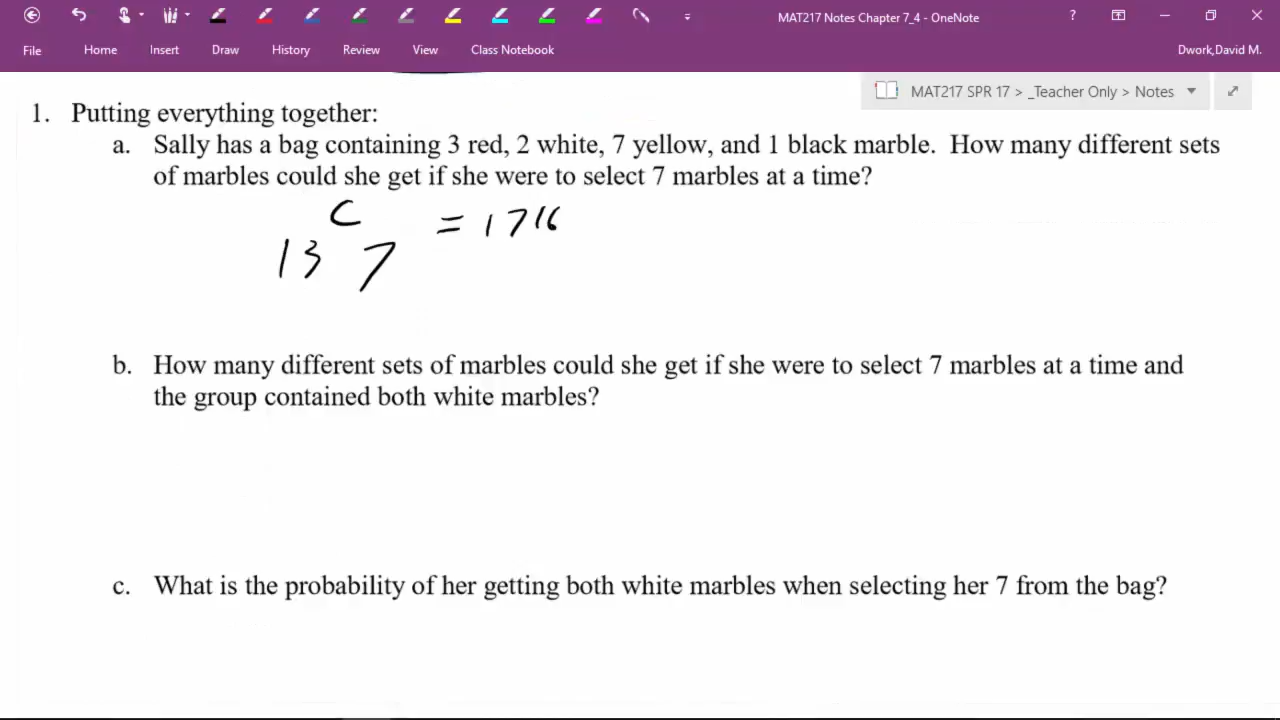 MAT217 Notes Chapter 7_4 - OneNote
?
File
Home
Insert
Draw
History
Review
View
Class Notebook
Dwork,David M.
MAT217 SPR 17 > _Teacher Only > Notes
1. Putting everything together:
a. Sally has a bag containing 3 red, 2 white, 7 yellow, and 1 black marble. How many different sets
of marbles could she get if she were to select 7 marbles at a time?
13 C 7 = 1716
b. How many different sets of marbles could she get if she were to select 7 marbles at a time and
the group contained both white marbles?
c. What is the probability of her getting both white marbles when selecting her 7 from the bag?